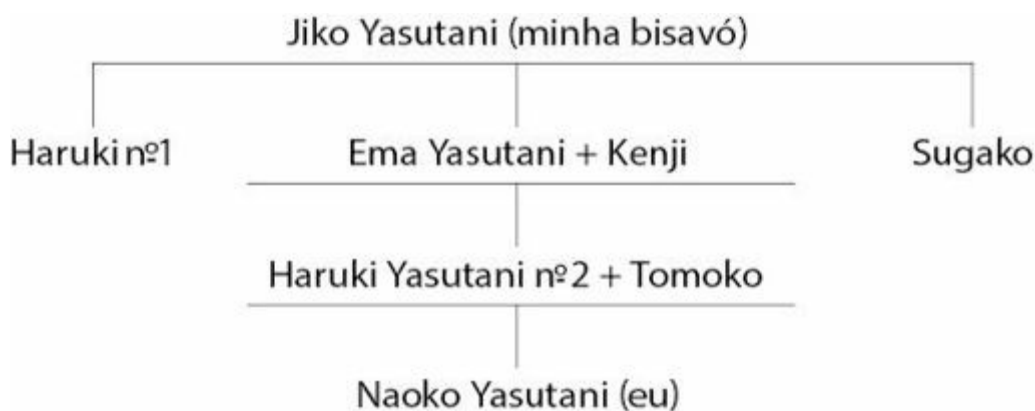 Jiko Yasutani (minha bisavó)
Haruki nº1 Ema Yasutani + Kenji Sugako
Haruki Yasutani nº2 + Tomoko
Naoko Yasutani (eu)